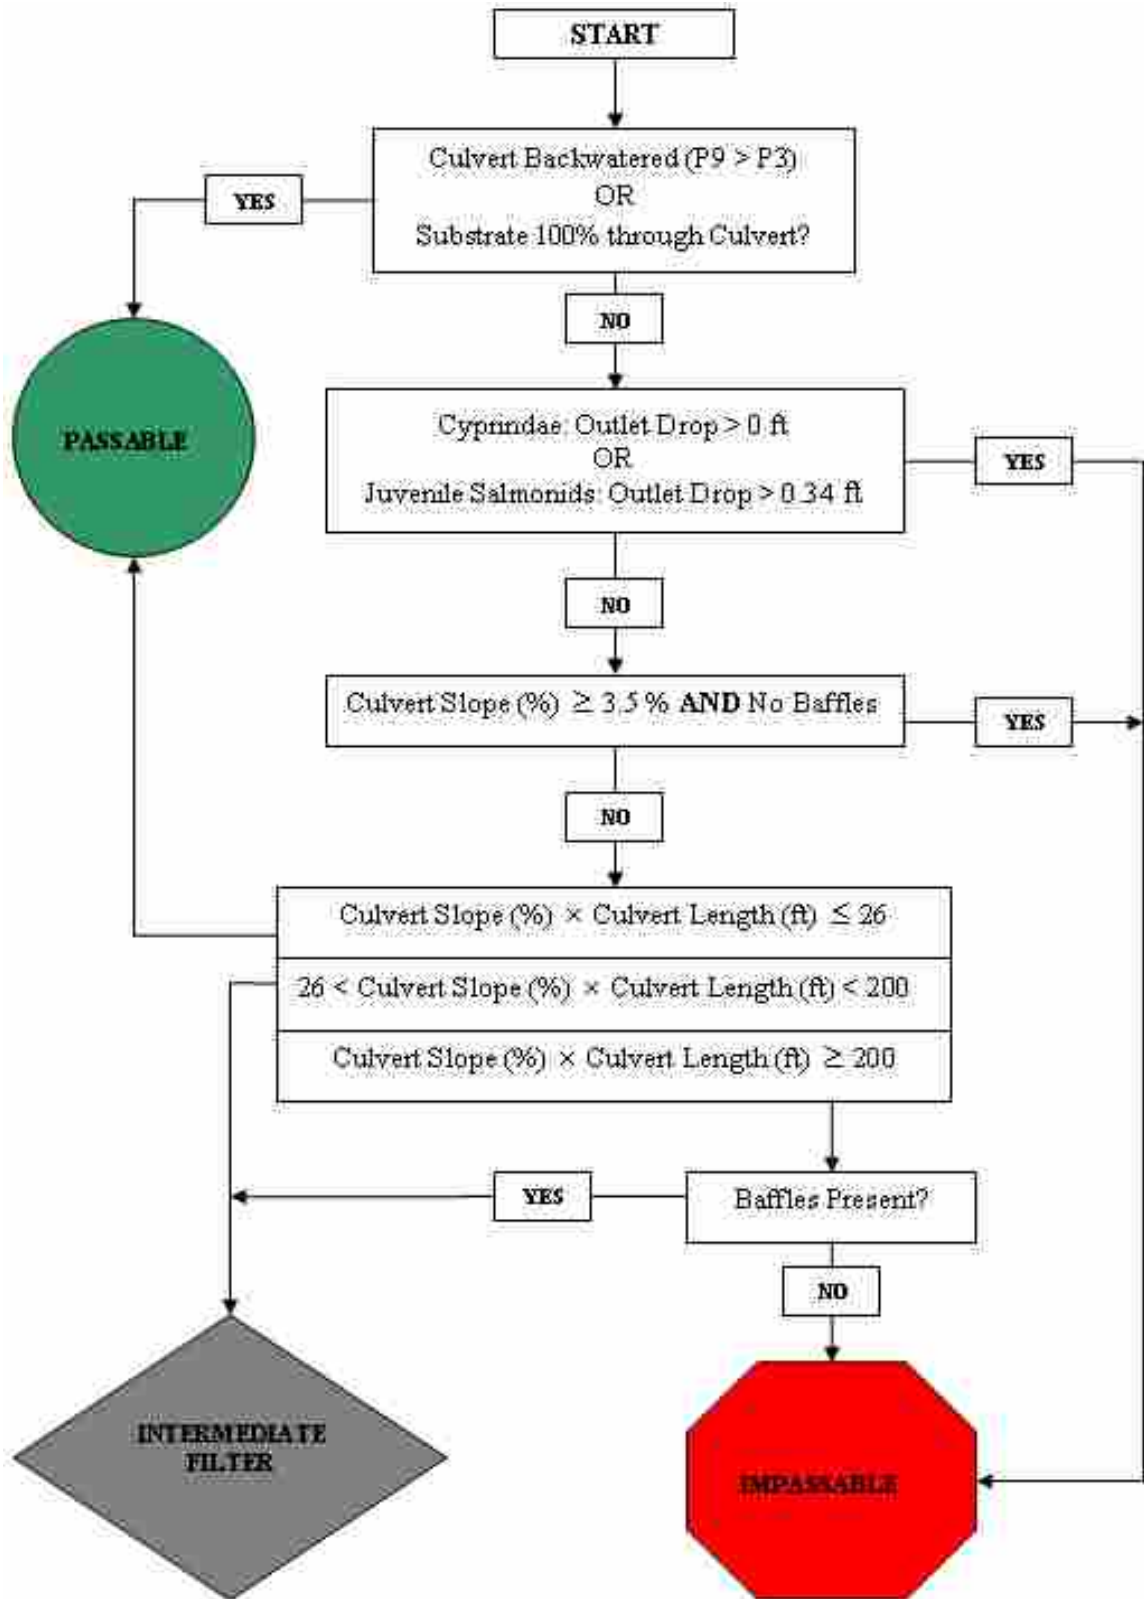 START
Culvert Backwatered (P9 > P3)
OR
Substrate 100% through Culvert?
YES
NO
PASSABLE
Cyprindae: Outlet Drop > 0 ft
OR
Juvenile Salmonids: Outlet Drop > 0.34 ft
YES
NO
Culvert Slope (%) ≥ 3.5 % AND No Baffles
YES
NO
Culvert Slope (%) × Culvert Length (ft) ≤ 26
26 < Culvert Slope (%) × Culvert Length (ft) < 200
Culvert Slope (%) × Culvert Length (ft) ≥ 200
YES
Baffles Present?
NO
INTERMEDIATE
FILTER
IMPASSABLE